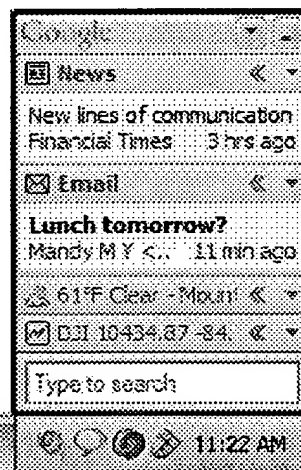 Google
News
New lines of communication
Financial Times 3 hrs ago
Email
Lunch tomorrow?
Mandy M Y <.. 11 min ago
61°F Clear - Mount
DJI 10434.87 -84.
Type to search
11:22 AM